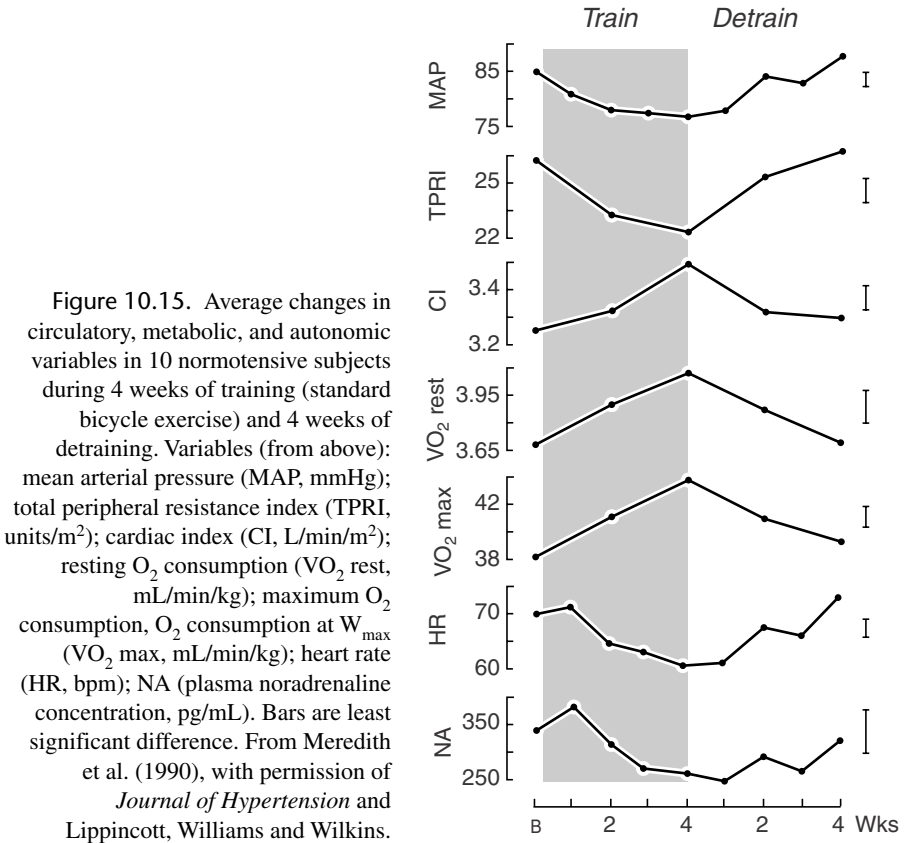 Train Detrain
MAP
85
75
TPRI
25
22
CI
3.4
3.2
VO2 rest
3.95
3.65
VO2 max
42
38
HR
70
60
NA
350
250
B 2 4 2 4 Wks
Figure 10.15. Average changes in
circulatory, metabolic, and autonomic
variables in 10 normotensive subjects
during 4 weeks of training (standard
bicycle exercise) and 4 weeks of
detraining. Variables (from above):
mean arterial pressure (MAP, mmHg);
total peripheral resistance index (TPRI,
units/m²); cardiac index (CI, L/min/m²);
resting O₂ consumption (VO₂ rest,
mL/min/kg); maximum O₂
consumption, O₂ consumption at Wmax
(VO₂ max, mL/min/kg); heart rate
(HR, bpm); NA (plasma noradrenaline
concentration, pg/mL). Bars are least
significant difference. From Meredith
et al. (1990), with permission of
Journal of Hypertension and
Lippincott, Williams and Wilkins.